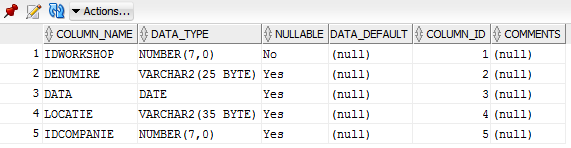 Actions...
COLUMN_NAME DATA_TYPE NULLABLE DATA_DEFAULT COLUMN_ID COMMENTS
1 IDWORKSHOP NUMBER(7,0) No (null) 1 (null)
2 DENUMIRE VARCHAR2(25 BYTE) Yes (null) 2 (null)
3 DATA DATE Yes (null) 3 (null)
4 LOCATIE VARCHAR2(35 BYTE) Yes (null) 4 (null)
5 IDCOMPANIE NUMBER(7,0) Yes (null) 5 (null)